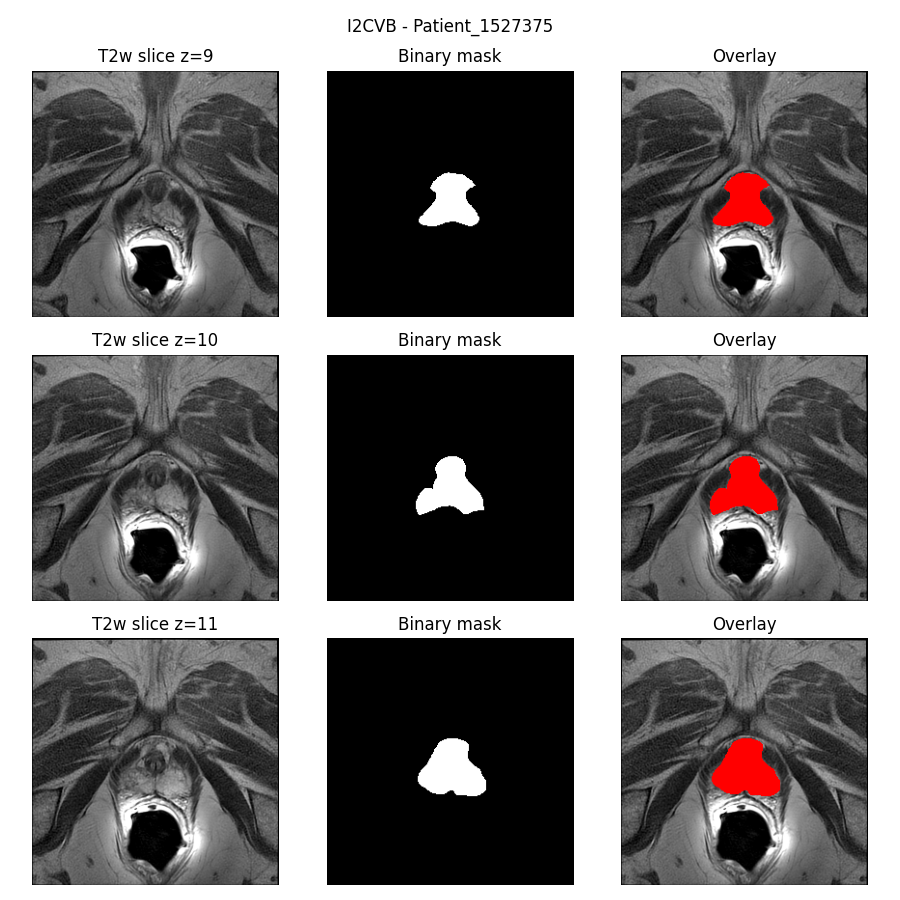 I2CVB - Patient_1527375
T2w slice z=9 Binary mask Overlay
T2w slice z=10 Binary mask Overlay
T2w slice z=11 Binary mask Overlay